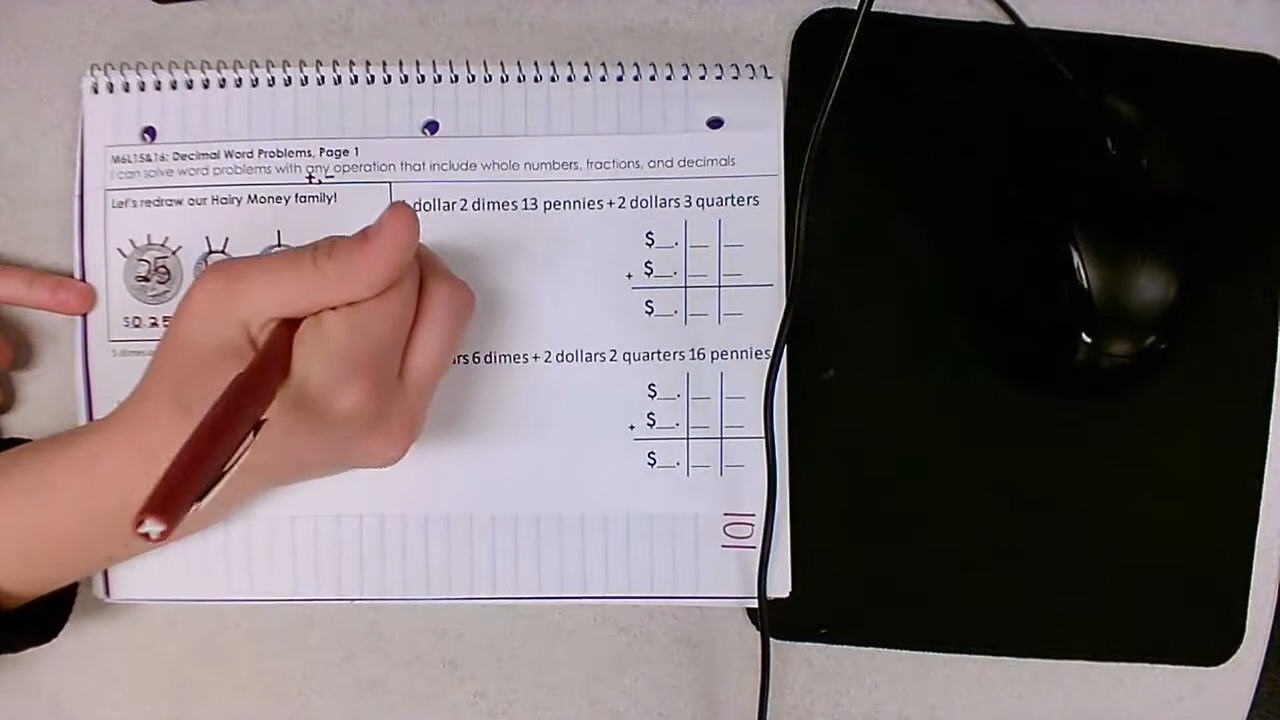 M6L15&16: Decimal Word Problems, Page 1
I can solve word problems with any operation that include whole numbers, fractions, and decimals
+, -
Let's redraw our Hairy Money family!
dollar 2 dimes 13 pennies + 2 dollars 3 quarters
25
$0.25
$__. __ __
+ $__. __ __
$__. __ __
5 dimes
6 dimes + 2 dollars 2 quarters 16 pennies
$__. __ __
+ $__. __ __
$__. __ __
101